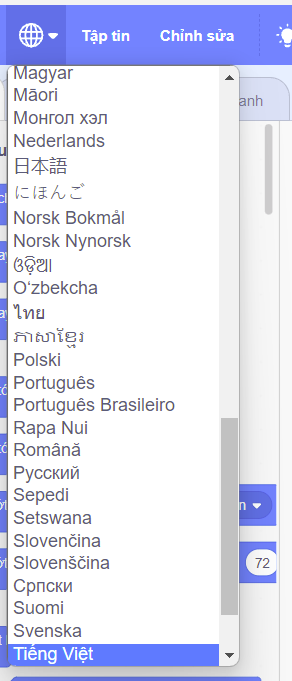 Tập tin Chỉnh sửa
Magyar
Māori
anh
Монгол хэл
Nederlands
日本語
にほんご
Norsk Bokmål
Norsk Nynorsk
ଓଡ଼ିଆ
Oʻzbekcha
ไทย
ភាសាខ្មែរ
Polski
Português
Português Brasileiro
Rapa Nui
Română
Русский
Sepedi
Setswana
Slovenčina
Slovenščina
Српски
Suomi
Svenska
Tiếng Việt
72